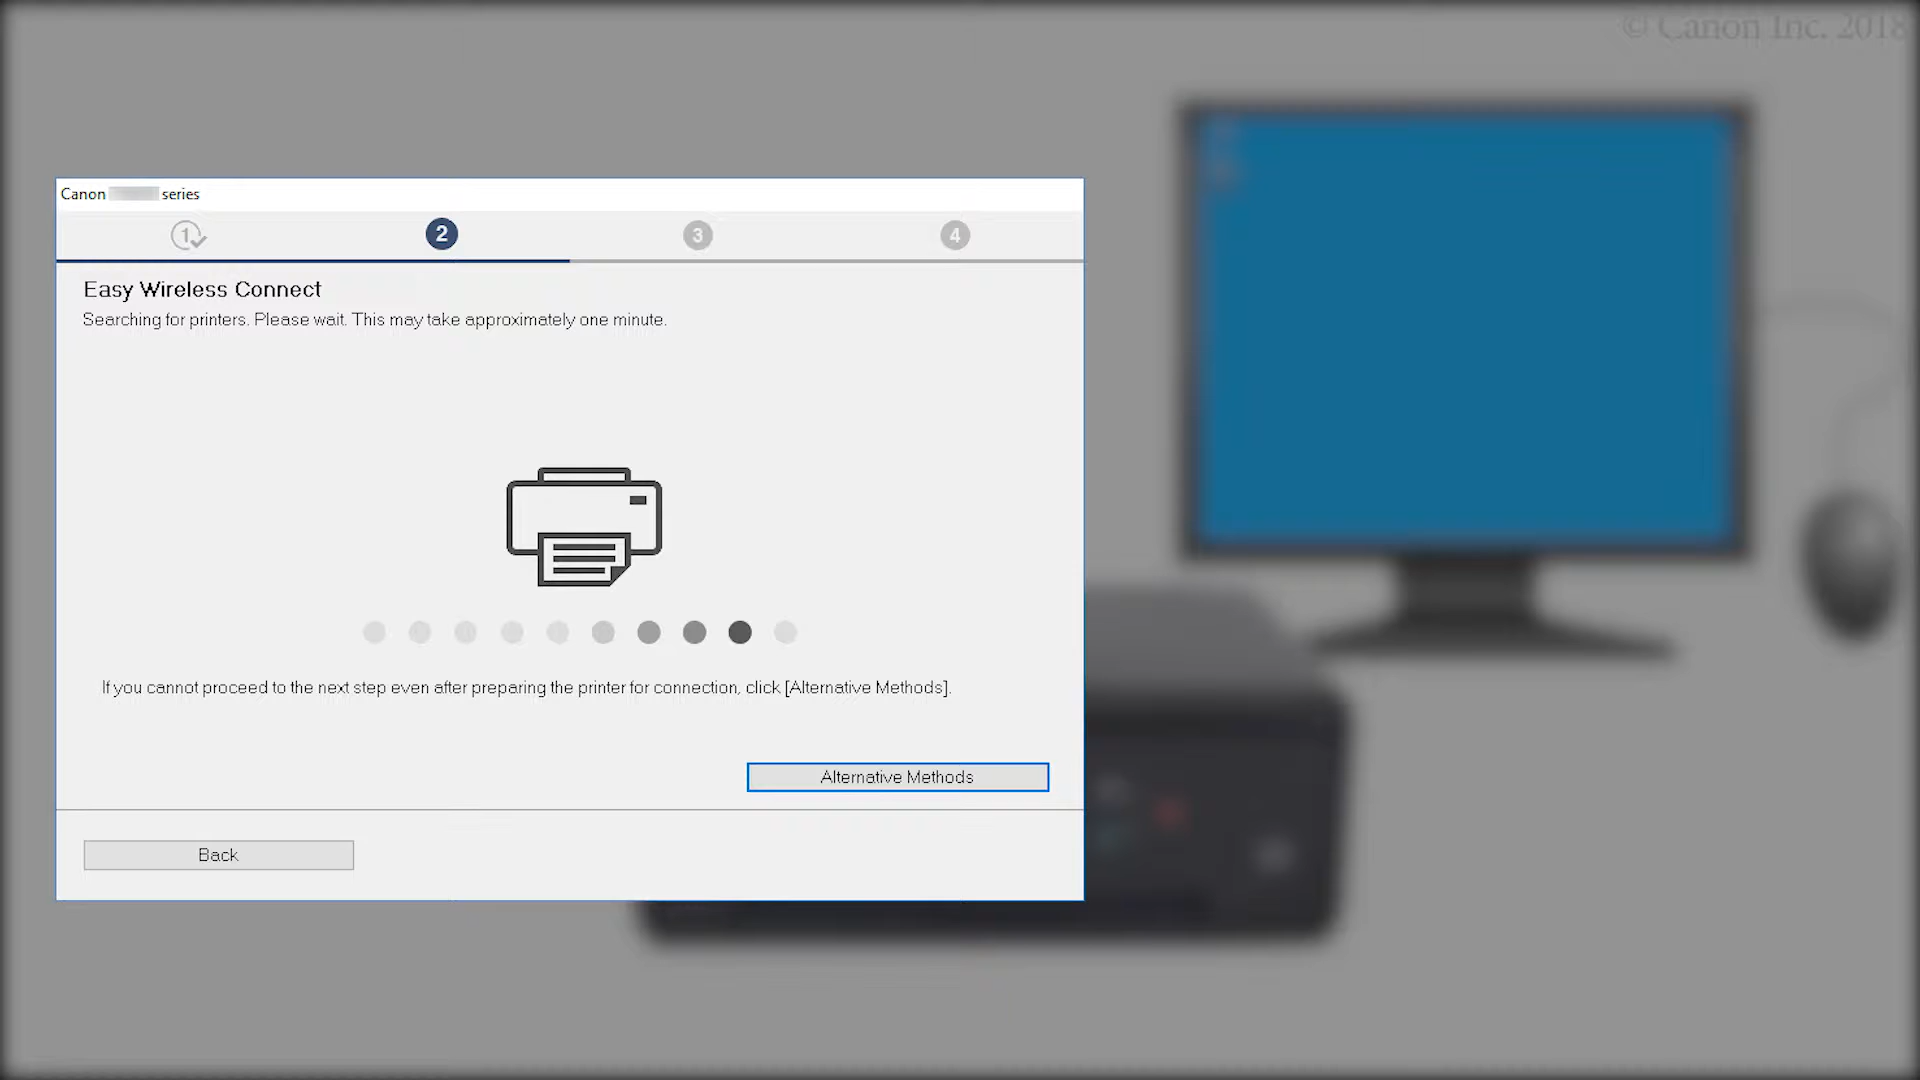 © Canon Inc. 2018
Canon series
1 2 3 4
Easy Wireless Connect
Searching for printers. Please wait. This may take approximately one minute.
If you cannot proceed to the next step even after preparing the printer for connection, click [Alternative Methods].
Alternative Methods
Back